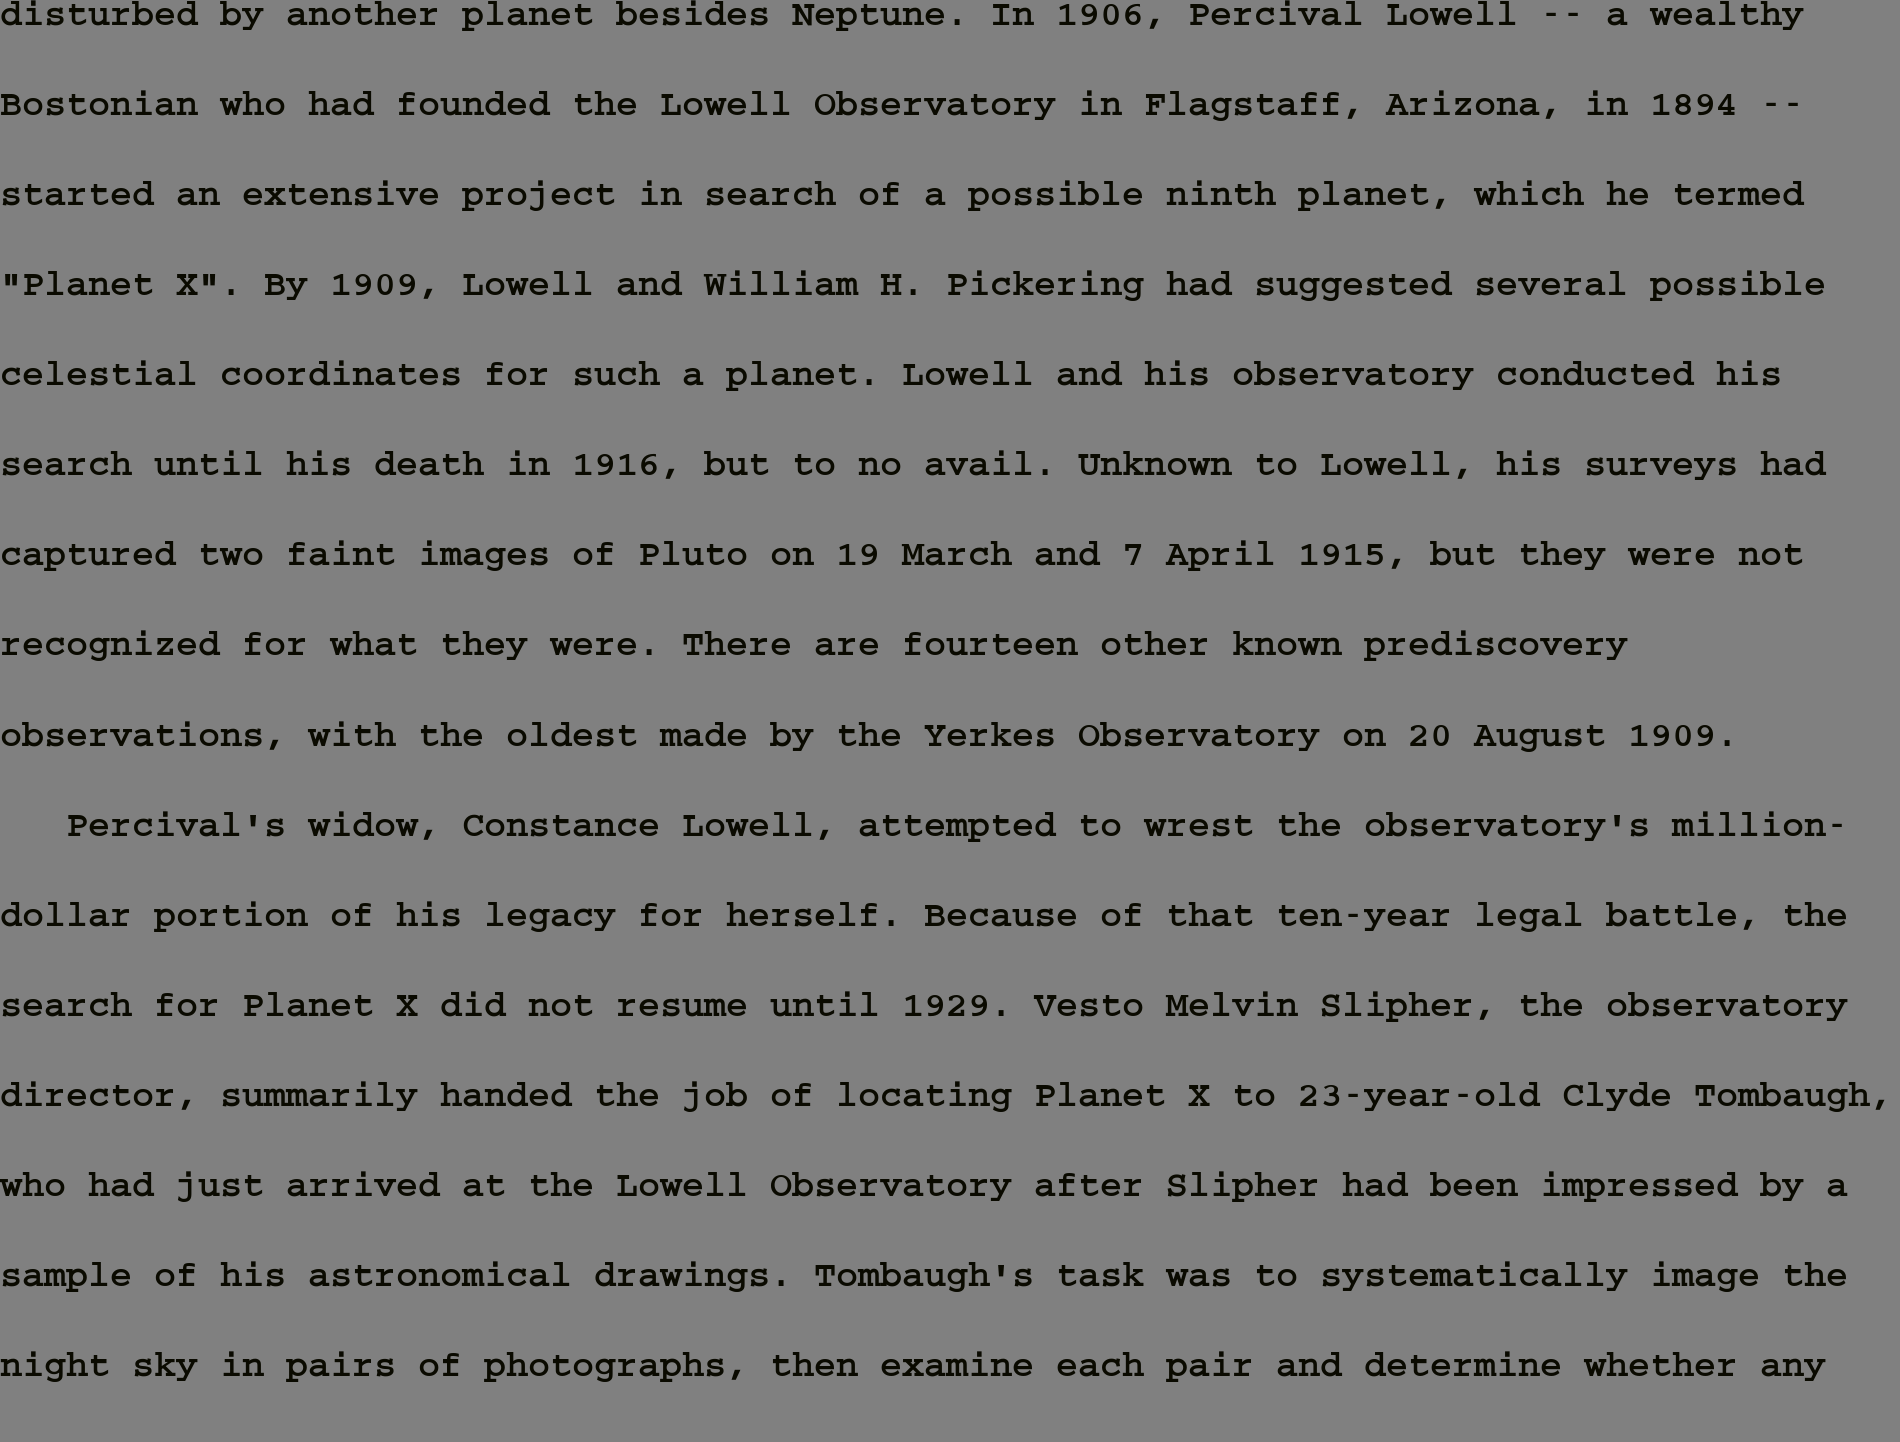 disturbed by another planet besides Neptune. In 1906, Percival Lowell -- a wealthy
Bostonian who had founded the Lowell Observatory in Flagstaff, Arizona, in 1894 --
started an extensive project in search of a possible ninth planet, which he termed
"Planet X". By 1909, Lowell and William H. Pickering had suggested several possible
celestial coordinates for such a planet. Lowell and his observatory conducted his
search until his death in 1916, but to no avail. Unknown to Lowell, his surveys had
captured two faint images of Pluto on 19 March and 7 April 1915, but they were not
recognized for what they were. There are fourteen other known prediscovery
observations, with the oldest made by the Yerkes Observatory on 20 August 1909.
Percival's widow, Constance Lowell, attempted to wrest the observatory's million-
dollar portion of his legacy for herself. Because of that ten-year legal battle, the
search for Planet X did not resume until 1929. Vesto Melvin Slipher, the observatory
director, summarily handed the job of locating Planet X to 23-year-old Clyde Tombaugh,
who had just arrived at the Lowell Observatory after Slipher had been impressed by a
sample of his astronomical drawings. Tombaugh's task was to systematically image the
night sky in pairs of photographs, then examine each pair and determine whether any